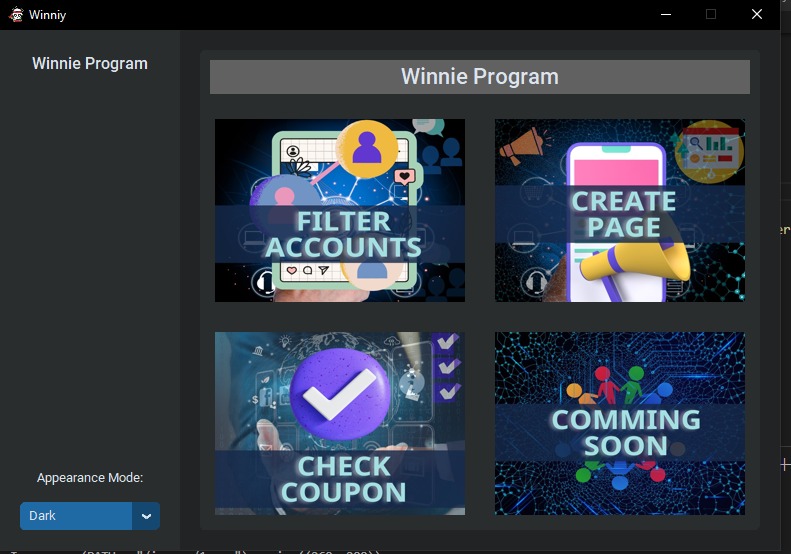 Winniy
Winnie Program
Winnie Program
FILTER
ACCOUNTS
CREATE
PAGE
CHECK
COUPON
COMMING
SOON
Appearance Mode:
Dark